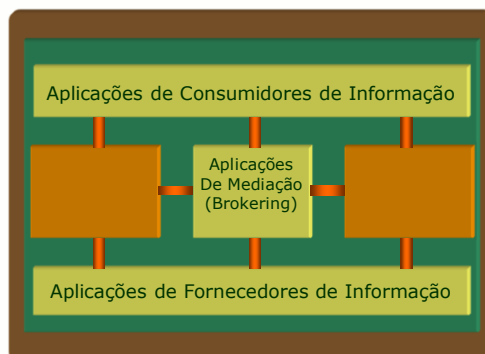 Aplicações de Consumidores de Informação
Aplicações
De Mediação
(Brokering)
Aplicações de Fornecedores de Informação